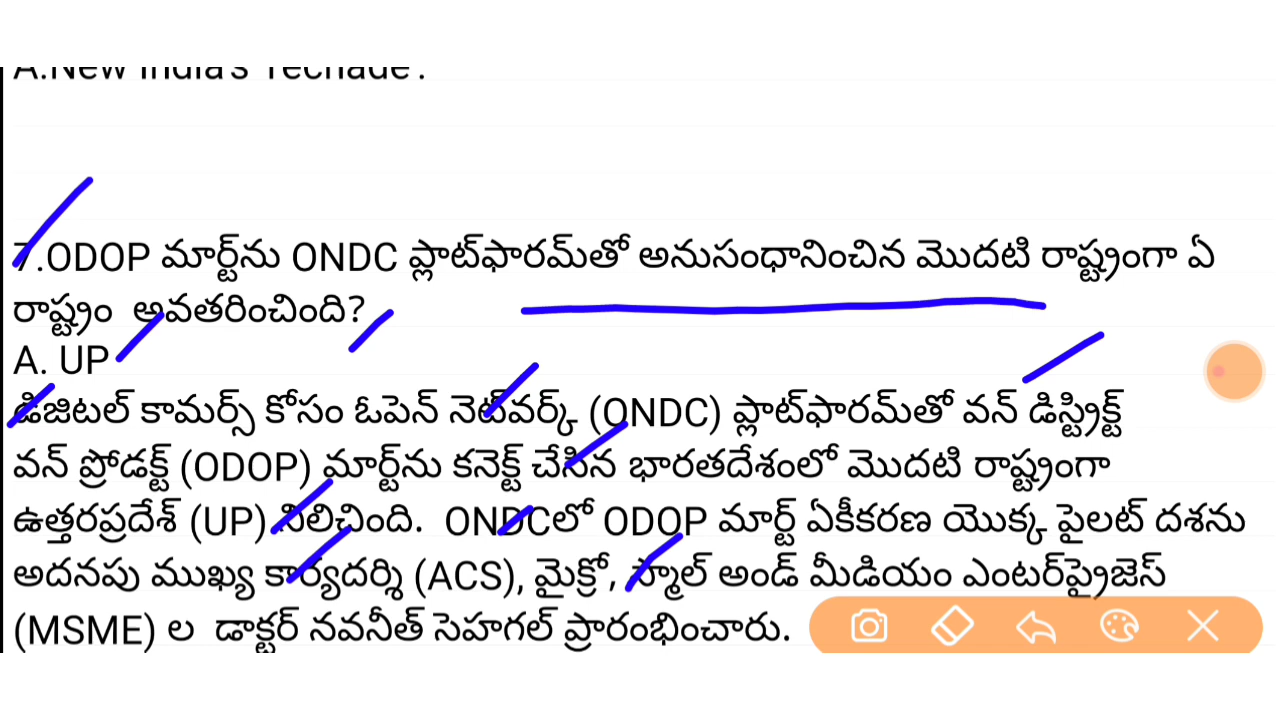 A.New India's Techade'.
7.ODOP మార్ట్‌ను ONDC ప్లాట్‌ఫారమ్‌తో అనుసంధానించిన మొదటి రాష్ట్రంగా ఏ
రాష్ట్రం అవతరించింది?
A. UP
డిజిటల్ కామర్స్ కోసం ఓపెన్ నెట్‌వర్క్ (ONDC) ప్లాట్‌ఫారమ్‌తో వన్ డిస్ట్రిక్ట్
వన్ ప్రోడక్ట్ (ODOP) మార్ట్‌ను కనెక్ట్ చేసిన భారతదేశంలో మొదటి రాష్ట్రంగా
ఉత్తరప్రదేశ్ (UP) నిలిచింది. ONDCలో ODOP మార్ట్ ఏకీకరణ యొక్క పైలట్ దశను
అదనపు ముఖ్య కార్యదర్శి (ACS), మైక్రో, స్మాల్ అండ్ మీడియం ఎంటర్‌ప్రైజెస్
(MSME) ల డాక్టర్ నవనీత్ సెహగల్ ప్రారంభించారు.